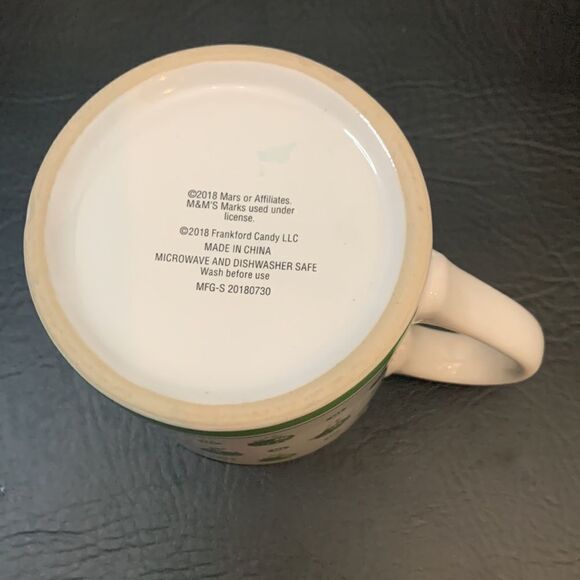 ©2018 Mars or Affiliates.
M&M'S Marks used under
license.
©2018 Frankford Candy LLC
MADE IN CHINA
MICROWAVE AND DISHWASHER SAFE
Wash before use
MFG-S 20180730